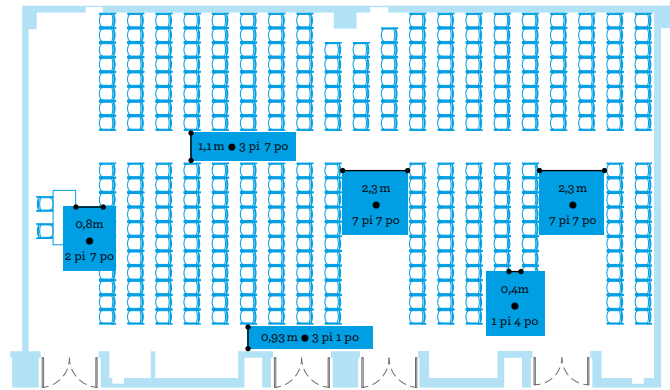 1,1 m ● 3 pi 7 po
2,3 m
●
7 pi 7 po
2,3 m
●
7 pi 7 po
0,8m
●
2 pi 7 po
0,4m
●
1 pi 4 po
0,93 m ● 3 pi 1 po